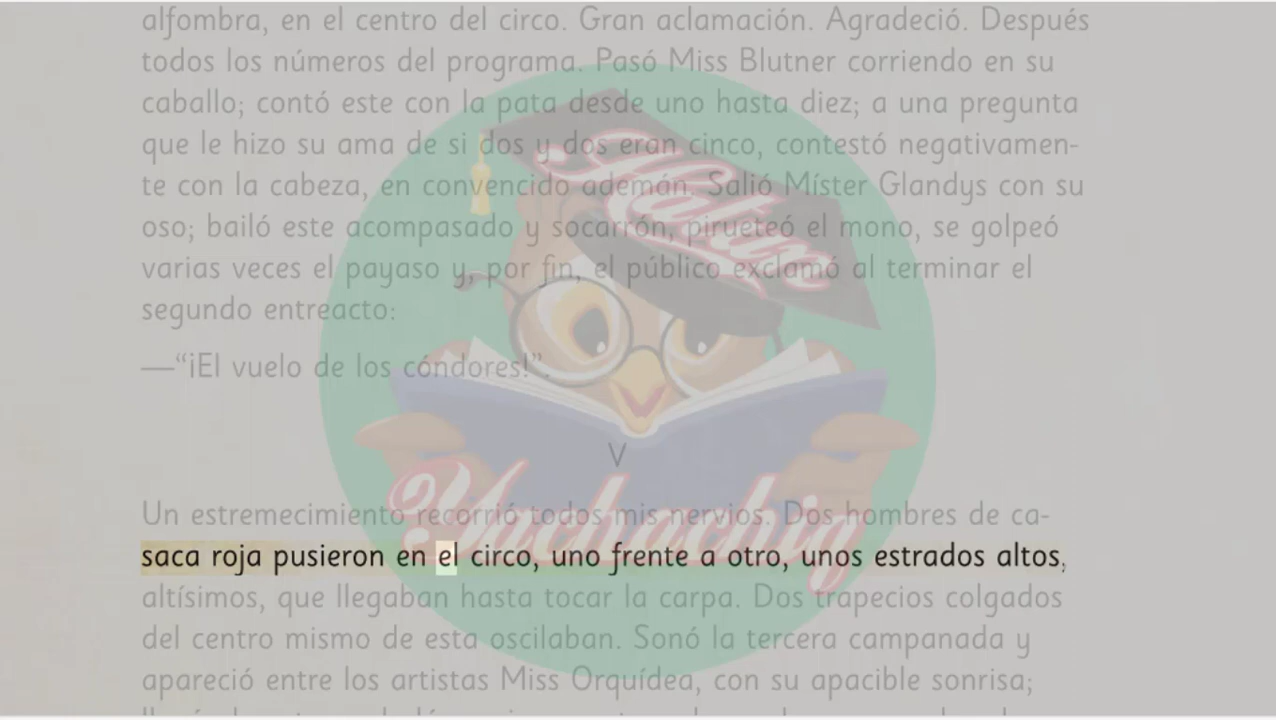 alfombra, en el centro del circo. Gran aclamación. Agradeció. Después
todos los números del programa. Pasó Miss Blutner corriendo en su
caballo; contó este con la pata desde uno hasta diez; a una pregunta
que le hizo su ama de si dos y dos eran cinco, contestó negativamen-
te con la cabeza, en convencido ademán. Salió Míster Glandys con su
oso; bailó este acompasado y socarrón, pirueteó el mono, se golpeó
varias veces el payaso y, por fin, el público exclamó al terminar el
segundo entreacto:
—“¡El vuelo de los cóndores!”.
V
Un estremecimiento recorrió todos mis nervios. Dos hombres de ca-
saca roja pusieron en el circo, uno frente a otro, unos estrados altos,
altísimos, que llegaban hasta tocar la carpa. Dos trapecios colgados
del centro mismo de esta oscilaban. Sonó la tercera campanada y
apareció entre los artistas Miss Orquídea, con su apacible sonrisa;
Hatun
Yachachiq